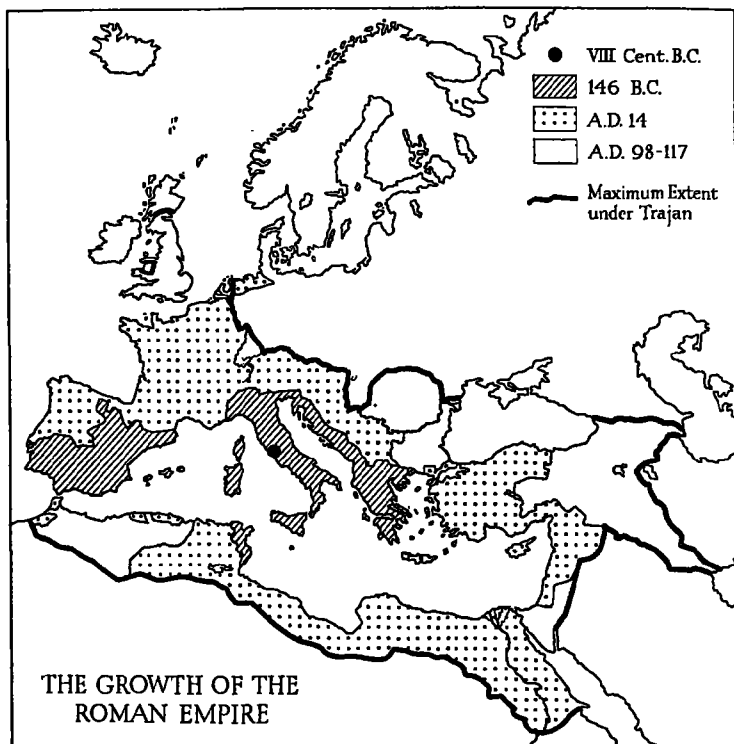 VIII Cent. B.C.
146 B.C.
A.D. 14
A.D. 98-117
Maximum Extent
under Trajan
THE GROWTH OF THE
ROMAN EMPIRE